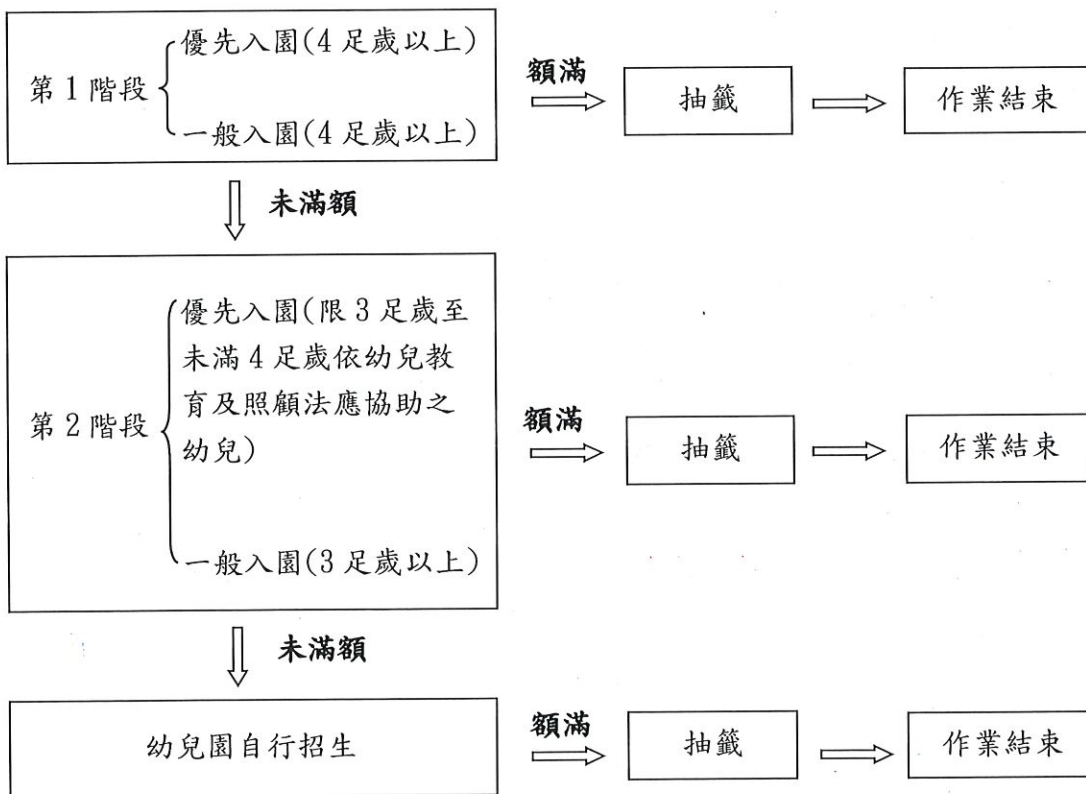 優先入園(4足歲以上)
第1階段
一般入園(4足歲以上)
額滿
抽籤
作業結束
未滿額
優先入園(限3足歲至
未滿4足歲依幼兒教
育及照顧法應協助之
幼兒)
第2階段
一般入園(3足歲以上)
額滿
抽籤
作業結束
未滿額
幼兒園自行招生
額滿
抽籤
作業結束